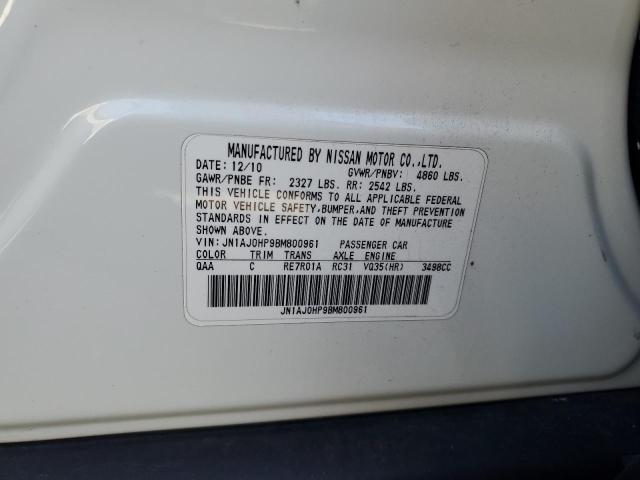 MANUFACTURED BY NISSAN MOTOR CO.,LTD.
DATE: 12/10 GVWR/PNBV: 4860 LBS.
GAWR/PNBE FR: 2327 LBS. RR: 2542 LBS.
THIS VEHICLE CONFORMS TO ALL APPLICABLE FEDERAL
MOTOR VEHICLE SAFETY,BUMPER,AND THEFT PREVENTION
STANDARDS IN EFFECT ON THE DATE OF MANUFACTURE
SHOWN ABOVE.
VIN: JN1AJ0HP9BM800961 PASSENGER CAR
COLOR TRIM TRANS AXLE ENGINE
QAA C RE7R01A RC31 VQ35(HR) 3498CC
JN1AJ0HP9BM800961